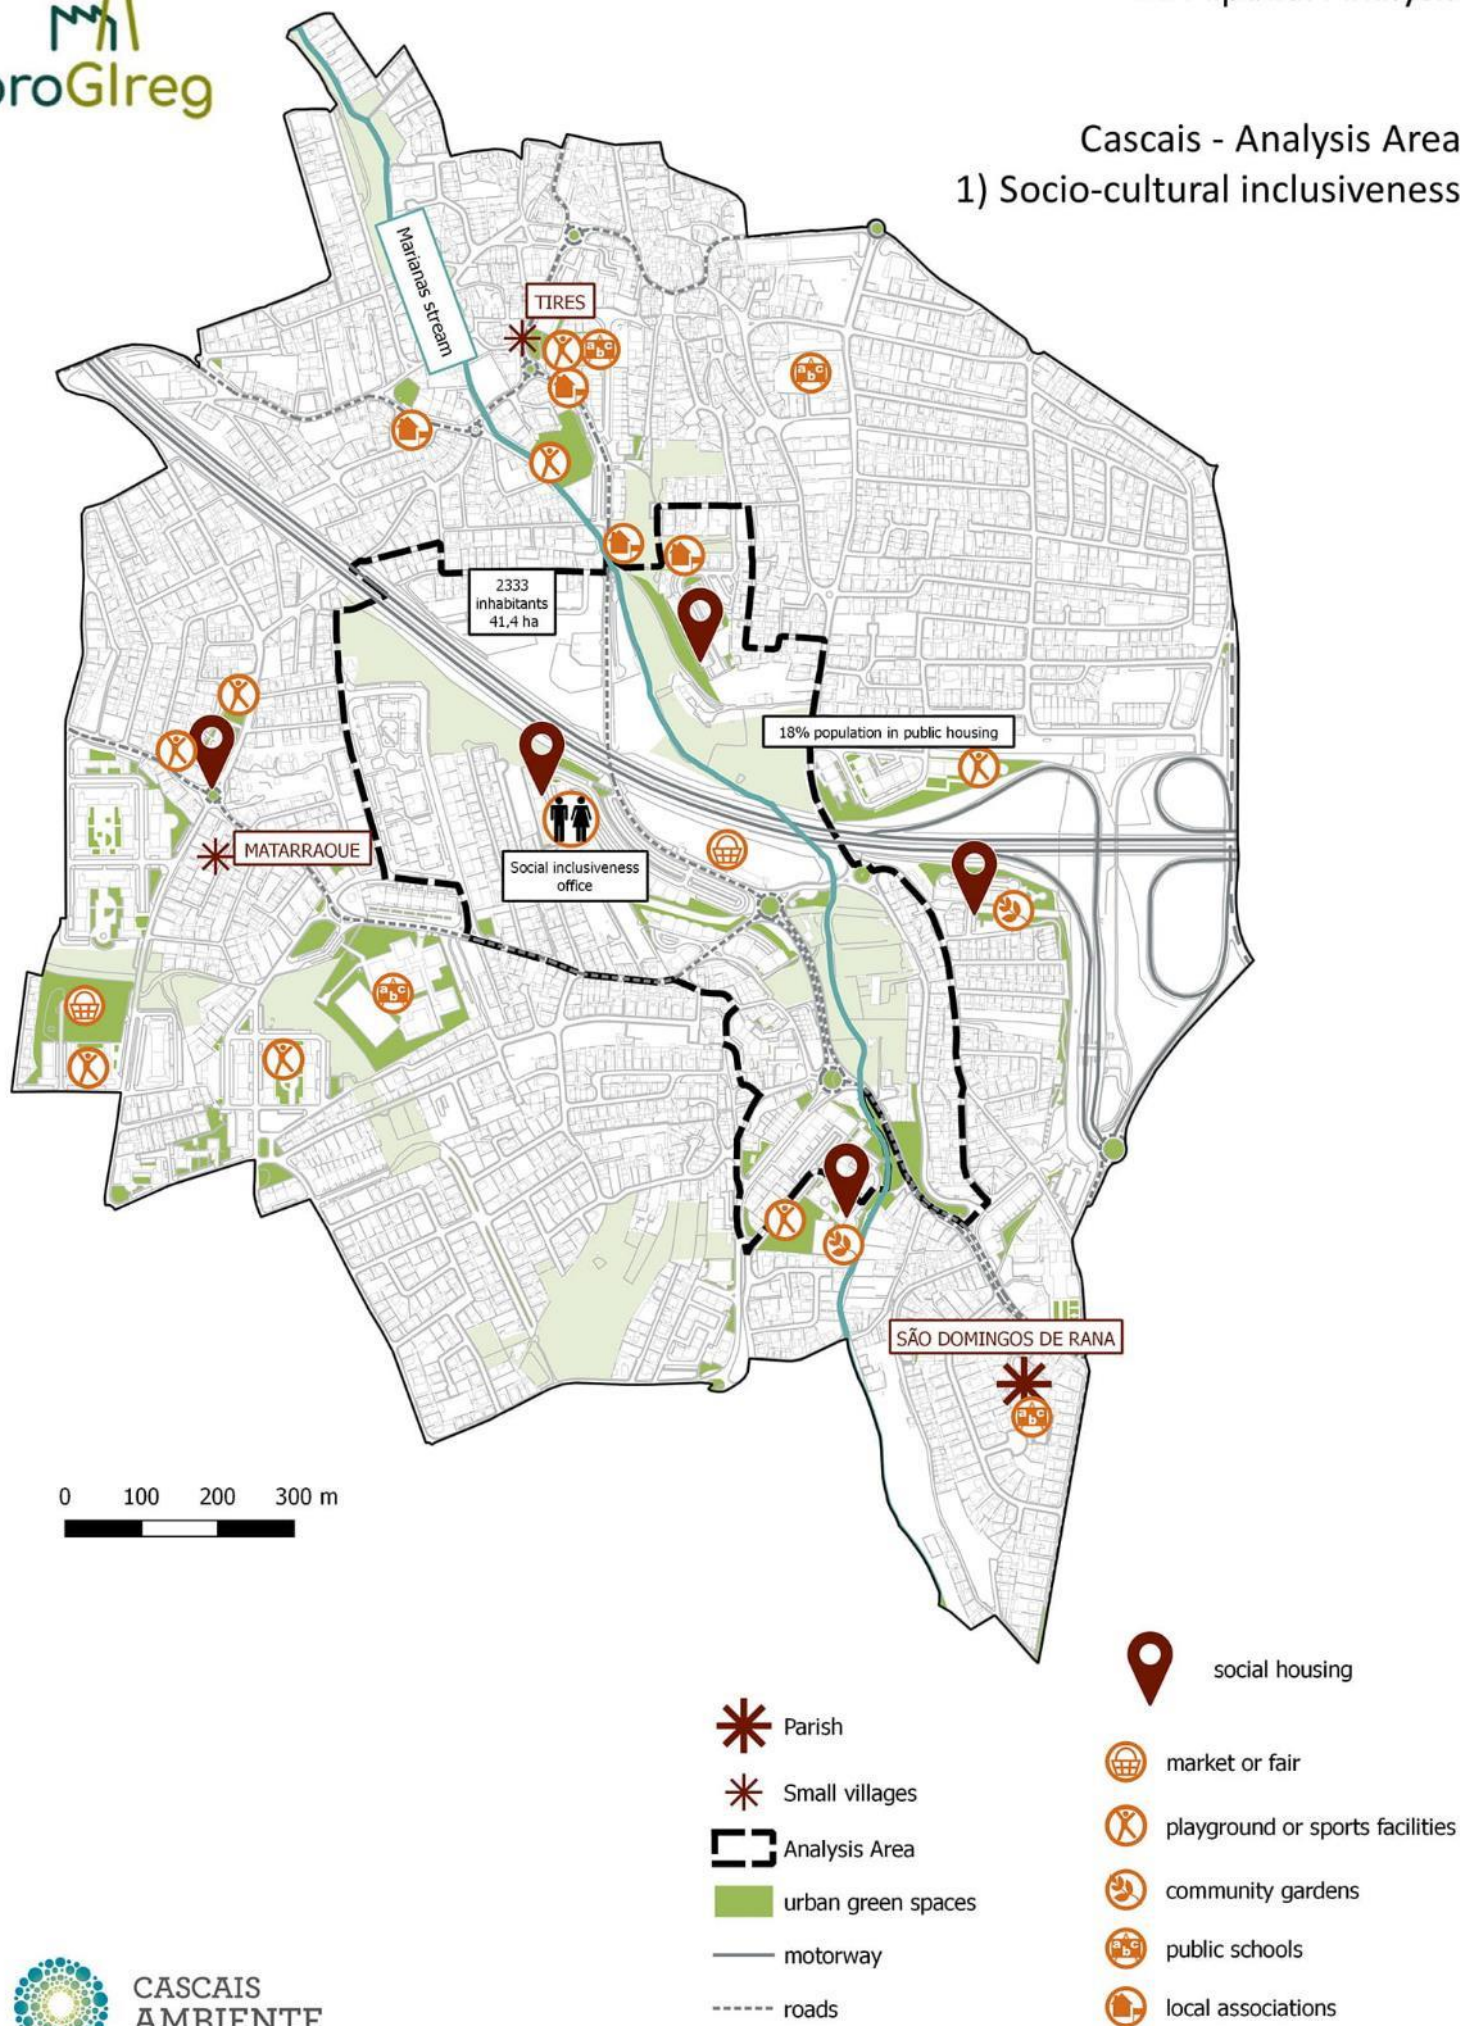 proGIreg
Cascais - Analysis Area
1) Socio-cultural inclusiveness
Marianas stream
TIRES
2333
inhabitants
41,4 ha
18% population in public housing
MATARRAQUE
Social inclusiveness
office
SÃO DOMINGOS DE RANA
0 100 200 300 m
social housing
Parish
market or fair
Small villages
playground or sports facilities
Analysis Area
community gardens
urban green spaces
public schools
motorway
local associations
roads
CASCAIS
AMBIENTE